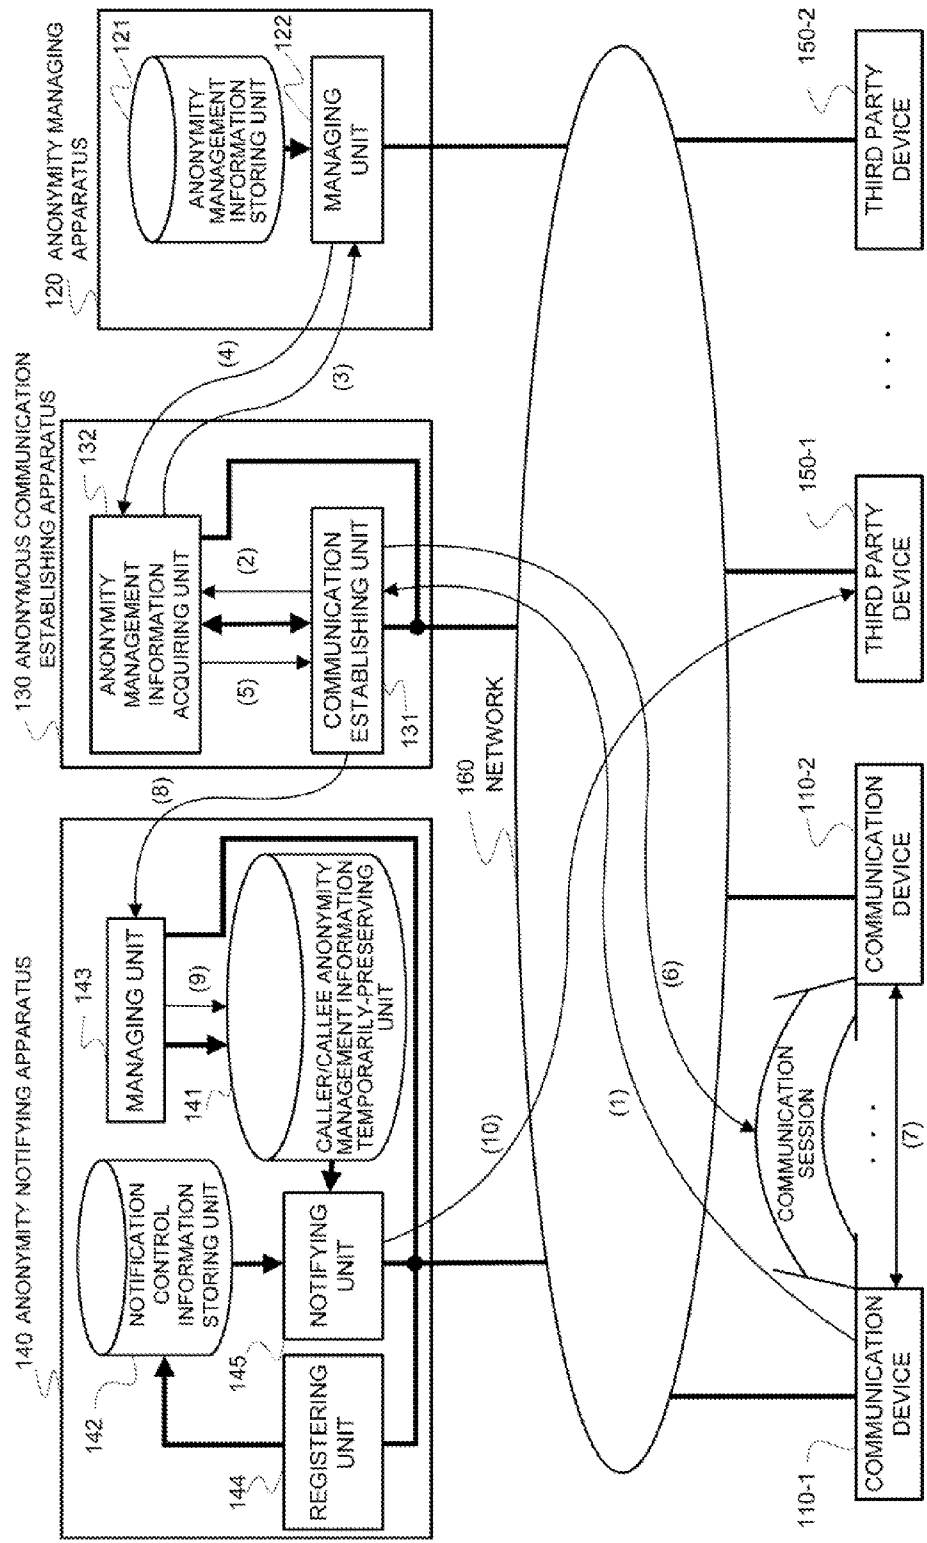 140 ANONYMITY NOTIFYING APPARATUS
142
NOTIFICATION
CONTROL
INFORMATION
STORING UNIT
143
MANAGING UNIT
(9)
141
CALLER/CALLEE ANONYMITY
MANAGEMENT INFORMATION
TEMPORARILY-PRESERVING
UNIT
144
REGISTERING
UNIT
145
NOTIFYING
UNIT
(8)
(10)
130 ANONYMOUS COMMUNICATION
ESTABLISHING APPARATUS
132
ANONYMITY
MANAGEMENT
INFORMATION
ACQUIRING UNIT
(5)
(2)
COMMUNICATION
ESTABLISHING UNIT
131
(4)
(3)
120 ANONYMITY MANAGING
APPARATUS
121
ANONYMITY
MANAGEMENT
INFORMATION
STORING UNIT
122
MANAGING
UNIT
160
NETWORK
(1)
(6)
COMMUNICATION
SESSION
. . .
(7)
110-1
COMMUNICATION
DEVICE
110-2
COMMUNICATION
DEVICE
150-1
THIRD PARTY
DEVICE
. . .
150-2
THIRD PARTY
DEVICE